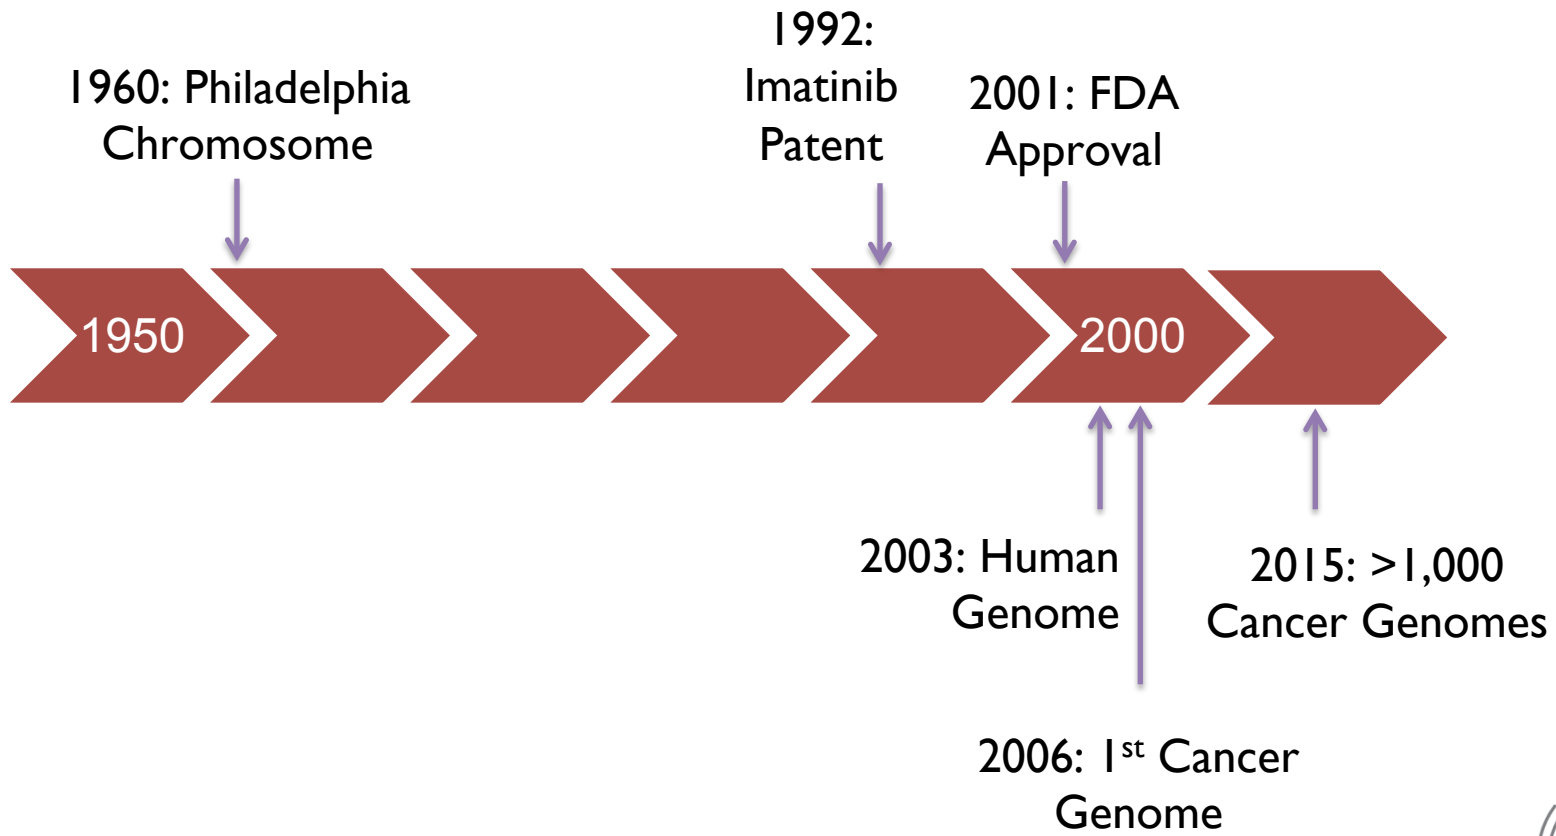 1992:
Imatinib
Patent
1960: Philadelphia
Chromosome
2001: FDA
Approval
1950
2000
2003: Human
Genome
2015: >1,000
Cancer Genomes
2006: 1st Cancer
Genome